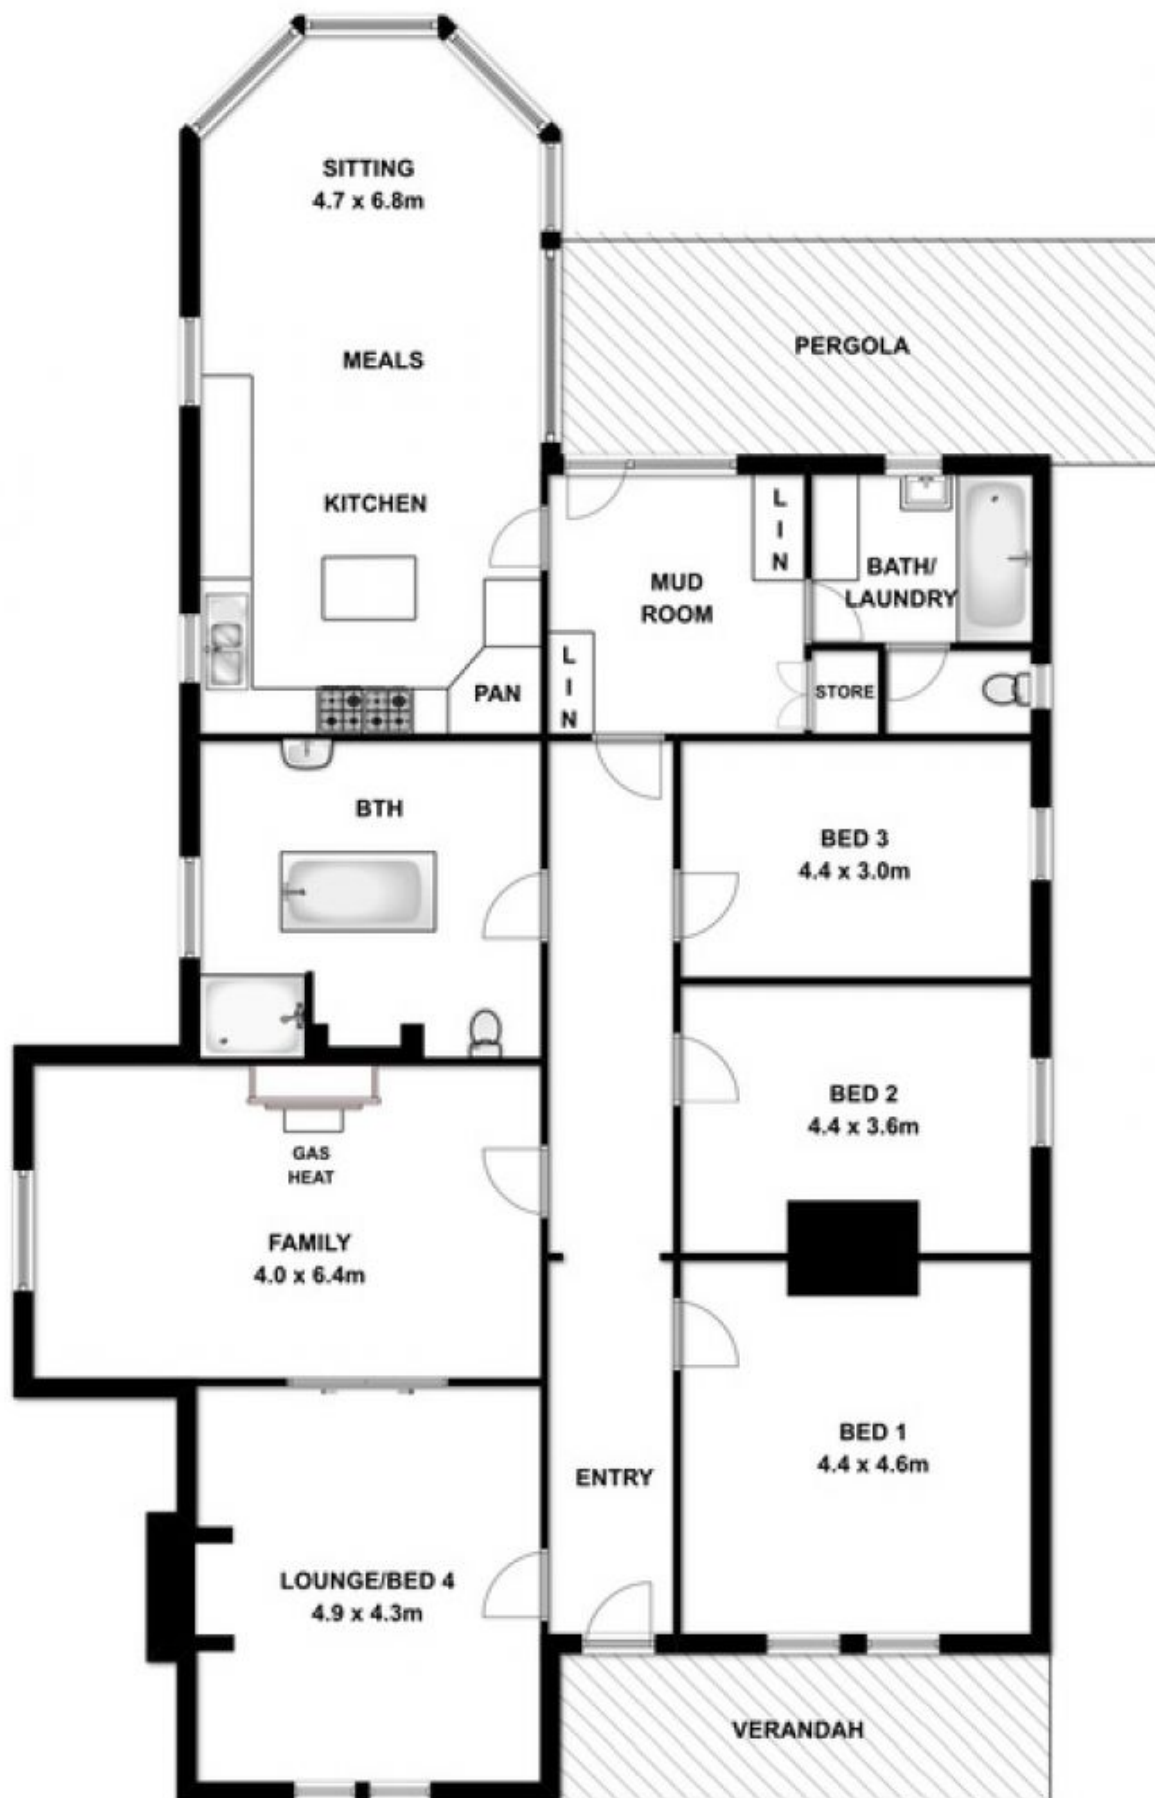 SITTING
4.7 x 6.8m
PERGOLA
MEALS
KITCHEN
L
I
N
MUD
ROOM
BATH/
LAUNDRY
L
I
N
PAN
STORE
BTH
BED 3
4.4 x 3.0m
BED 2
4.4 x 3.6m
GAS
HEAT
FAMILY
4.0 x 6.4m
BED 1
4.4 x 4.6m
ENTRY
LOUNGE/BED 4
4.9 x 4.3m
VERANDAH